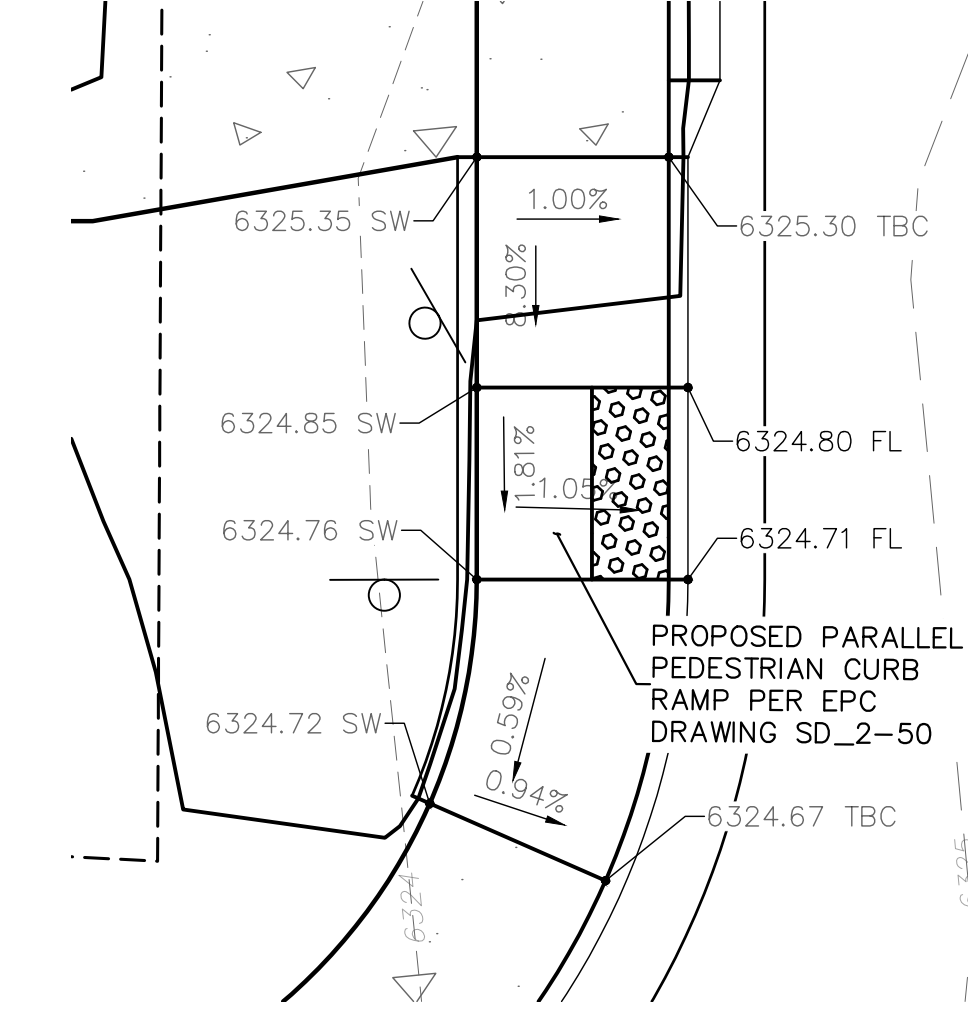 1.00%
6325.35 SW
6325.30 TBC
8.30%
6324.85 SW
6324.80 FL
1.81%
1.05%
6324.76 SW
6324.71 FL
PROPOSED PARALLEL
PEDESTRIAN CURB
RAMP PER EPC
DRAWING SD_2-50
0.59%
6324.72 SW
0.94%
6324.67 TBC
6324
6325